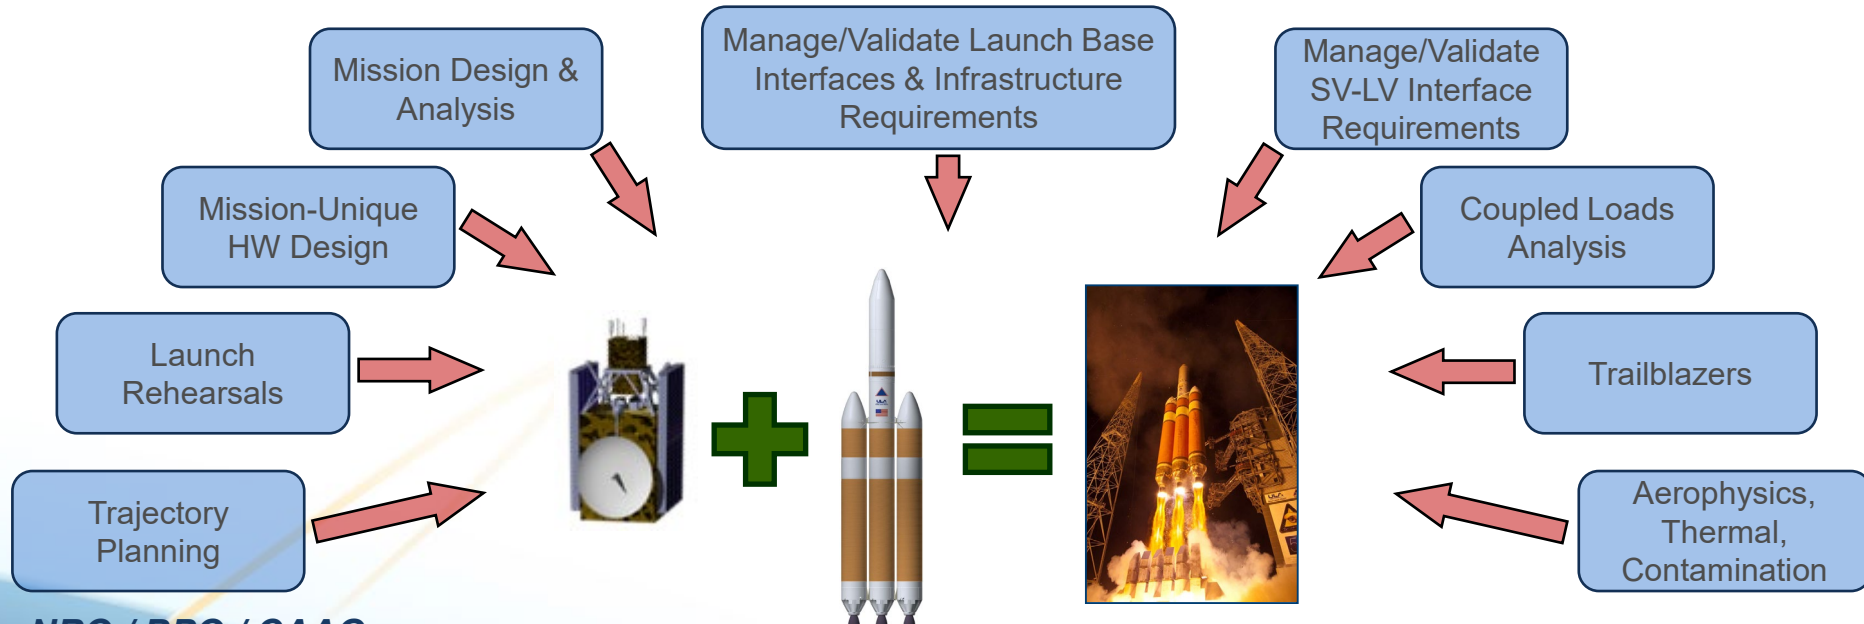 Mission Design &
Analysis
Manage/Validate Launch Base
Interfaces & Infrastructure
Requirements
Manage/Validate
SV-LV Interface
Requirements
Mission-Unique
HW Design
Coupled Loads
Analysis
Launch
Rehearsals
Trailblazers
Trajectory
Planning
Aerophysics,
Thermal,
Contamination